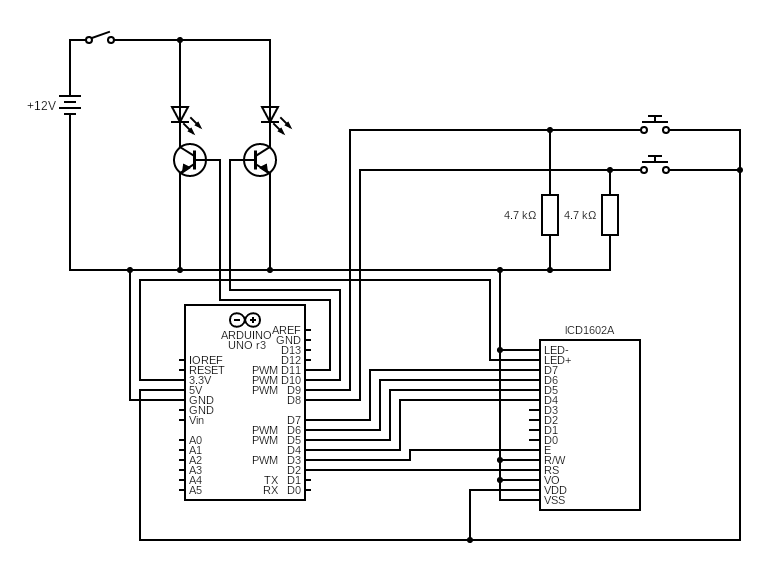 +12V
4.7 kΩ
4.7 kΩ
ARDUINO
UNO r3
IOREF
RESET
3.3V
5V
GND
GND
Vin
A0
A1
A2
A3
A4
A5
AREF
GND
D13
D12
PWM D11
PWM D10
PWM D9
D8
D7
PWM D6
PWM D5
D4
PWM D3
D2
TX D1
RX D0
lCD1602A
LED-
LED+
D7
D6
D5
D4
D3
D2
D1
D0
E
R/W
RS
VO
VDD
VSS